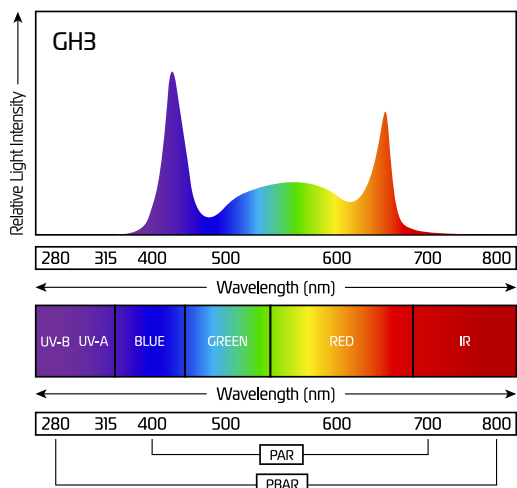 GH3
Relative Light Intensity
280 315 400 500 600 700 800
Wavelength (nm)
UV-B UV-A BLUE GREEN RED IR
Wavelength (nm)
280 315 400 500 600 700 800
PAR
PBAR